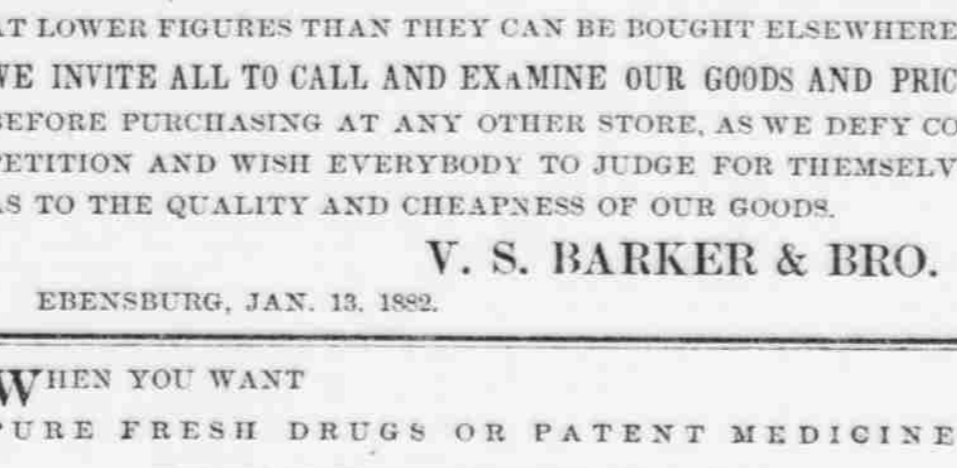 AT LOWER FIGURES THAN THEY CAN BE BOUGHT ELSEWHERE
WE INVITE ALL TO CALL AND EXAMINE OUR GOODS AND PRIC
BEFORE PURCHASING AT ANY OTHER STORE, AS WE DEFY CO
PETITION AND WISH EVERYBODY TO JUDGE FOR THEMSELV
AS TO THE QUALITY AND CHEAPNESS OF OUR GOODS.
V. S. BARKER & BRO.
EBENSBURG, JAN. 13, 1882.
WHEN YOU WANT
PURE FRESH DRUGS OR PATENT MEDICINE